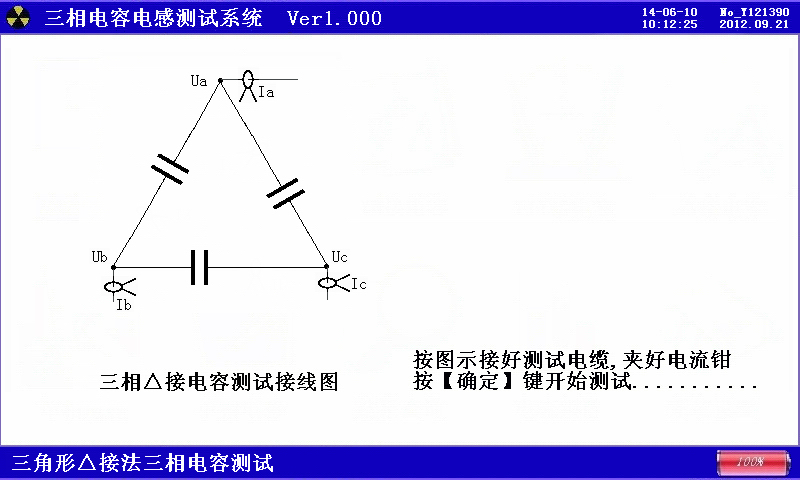 三相电容电感测试系统 Ver1.000
14-06-10 No_Y121390
10:12:25 2012.09.21
Ua
Ia
Ub
Uc
Ib
Ic
按图示接好测试电缆,夹好电流钳
三相△接电容测试接线图
按【确定】键开始测试...........
三角形△接法三相电容测试
100%